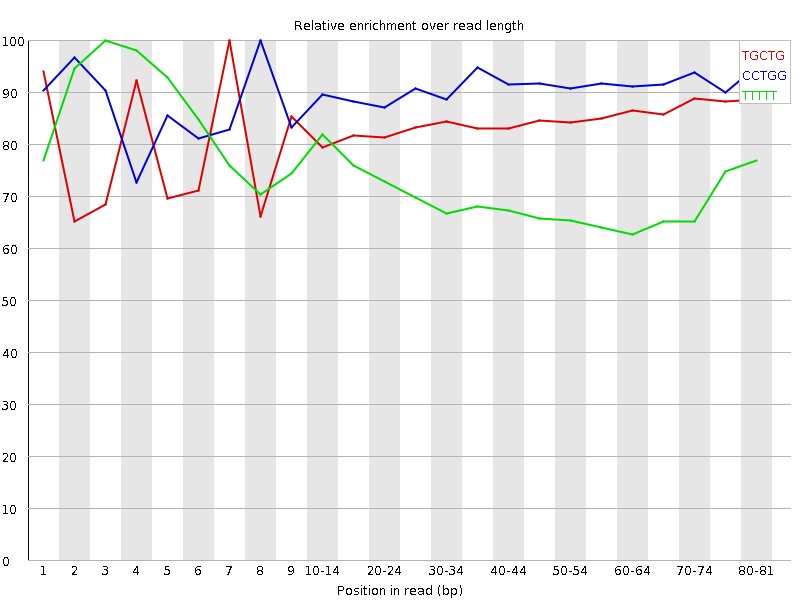 Relative enrichment over read length
100
90
80
70
60
50
40
30
20
10
0
TGCTG
CCTGG
TTTTT
1 2 3 4 5 6 7 8 9 10-14 20-24 30-34 40-44 50-54 60-64 70-74 80-81
Position in read (bp)